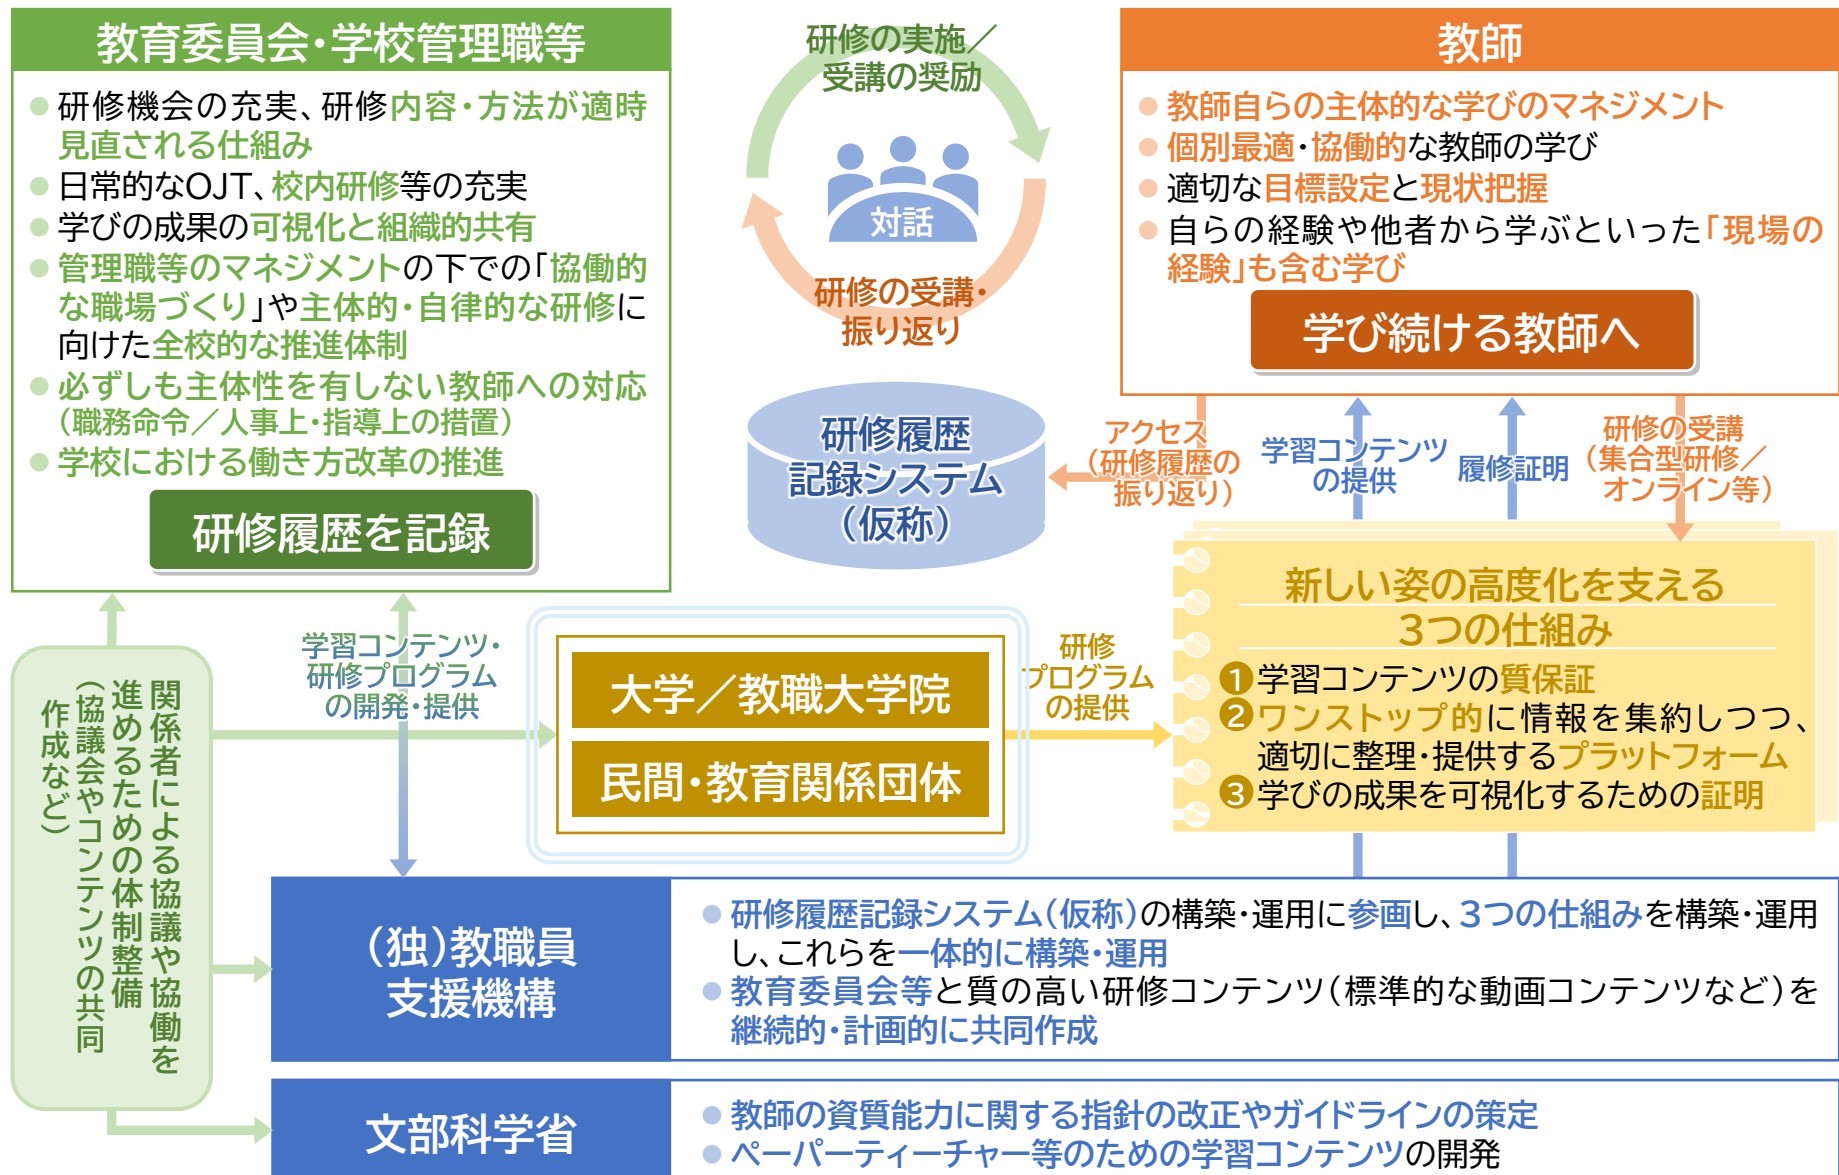 教育委員会・学校管理職等
● 研修機会の充実、研修内容・方法が適時
見直される仕組み
● 日常的なOJT、校内研修等の充実
● 学びの成果の可視化と組織的共有
● 管理職等のマネジメントの下での「協働的
な職場づくり」や主体的・自律的な研修に
向けた全校的な推進体制
● 必ずしも主体性を有しない教師への対応
（職務命令／人事上・指導上の措置）
● 学校における働き方改革の推進
研修履歴を記録
研修の実施／
受講の奨励
対話
研修の受講・
振り返り
研修履歴
記録システム
（仮称）
教師
● 教師自らの主体的な学びのマネジメント
● 個別最適・協働的な教師の学び
● 適切な目標設定と現状把握
● 自らの経験や他者から学ぶといった「現場の
経験」も含む学び
学び続ける教師へ
アクセス
（研修履歴の
振り返り）
学習コンテンツ
の提供
履修証明
研修の受講
（集合型研修／
オンライン等）
新しい姿の高度化を支える
3つの仕組み
❶学習コンテンツの質保証
❷ワンストップ的に情報を集約しつつ、
適切に整理・提供するプラットフォーム
❸学びの成果を可視化するための証明
学習コンテンツ・
研修プログラム
の開発・提供
大学／教職大学院
民間・教育関係団体
研修
プログラム
の提供
関係者による協議や協働を
進めるための体制整備
（協議会やコンテンツの共同
作成など）
（独）教職員
支援機構
● 研修履歴記録システム（仮称）の構築・運用に参画し、3つの仕組みを構築・運用
し、これらを一体的に構築・運用
● 教育委員会等と質の高い研修コンテンツ（標準的な動画コンテンツなど）を
継続的・計画的に共同作成
文部科学省
● 教師の資質能力に関する指針の改正やガイドラインの策定
● ペーパーティーチャー等のための学習コンテンツの開発